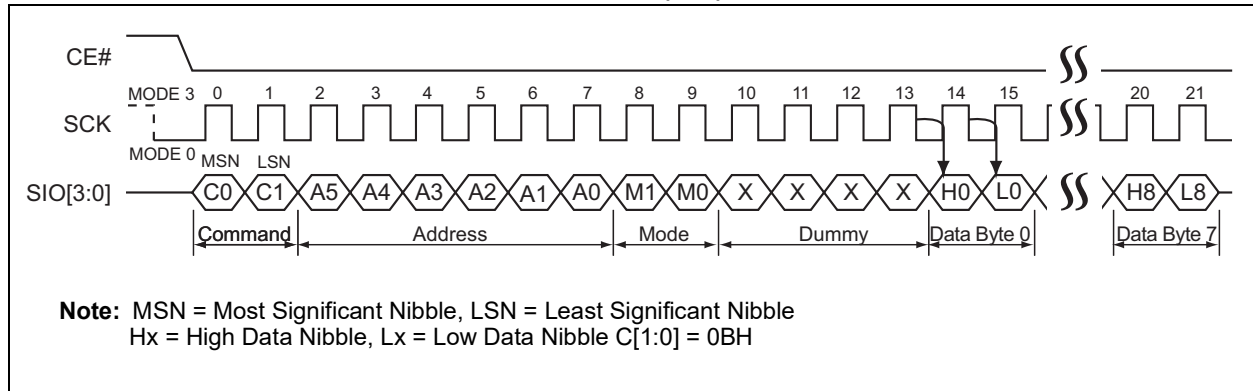 CE#
MODE 3 0 1 2 3 4 5 6 7 8 9 10 11 12 13 14 15 20 21
SCK
MODE 0
MSN LSN
SIO[3:0] C0 C1 A5 A4 A3 A2 A1 A0 M1 M0 X X X X H0 L0 H8 L8
Command Address Mode Dummy Data Byte 0 Data Byte 7
Note: MSN = Most Significant Nibble, LSN = Least Significant Nibble
Hx = High Data Nibble, Lx = Low Data Nibble C[1:0] = 0BH